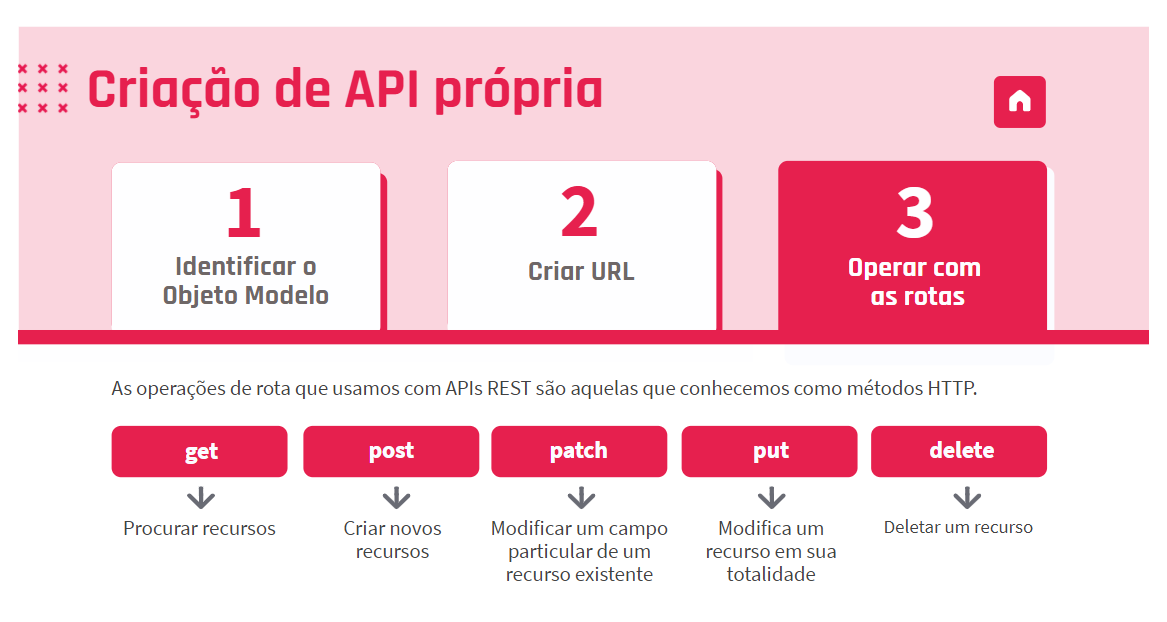 Criação de API própria
1
Identificar o
Objeto Modelo
2
Criar URL
3
Operar com
as rotas
As operações de rota que usamos com APIs REST são aquelas que conhecemos como métodos HTTP.
get
Procurar recursos
post
Criar novos
recursos
patch
Modificar um campo
particular de um
recurso existente
put
Modifica um
recurso em sua
totalidade
delete
Deletar um recurso